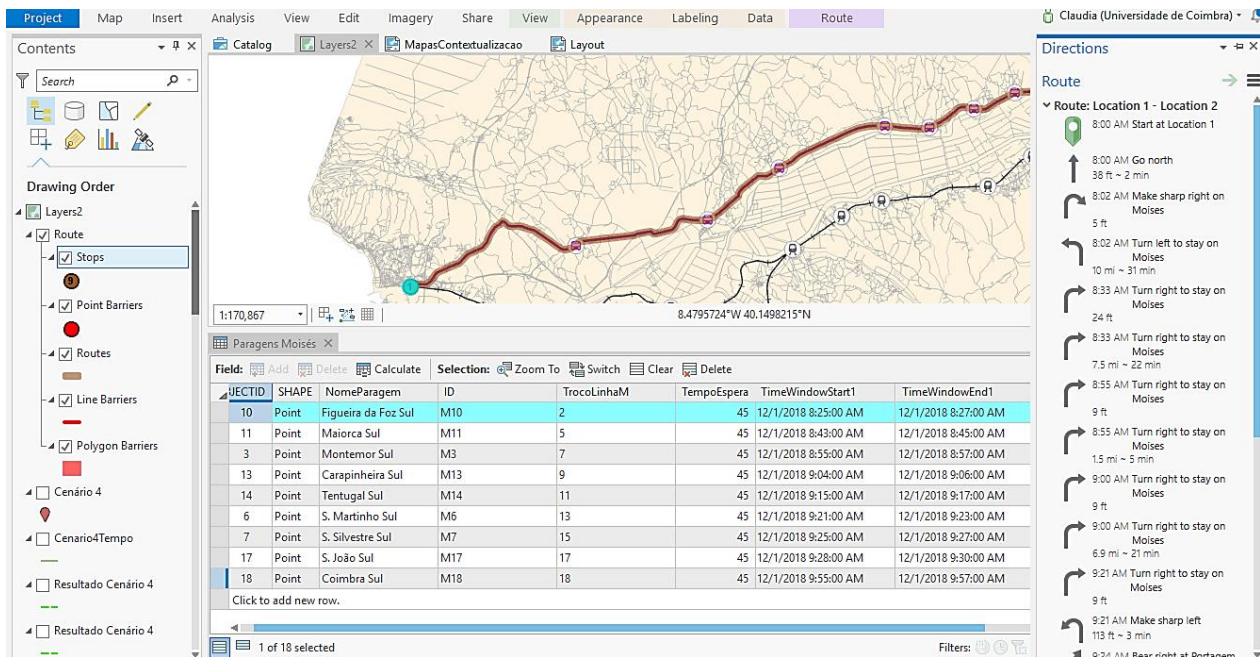 Project Map Insert Analysis View Edit Imagery Share View Appearance Labeling Data Route Claudia (Universidade de Coimbra)
Contents
Search
Drawing Order
Layers2
Route
Stops
9
Point Barriers
Routes
Line Barriers
Polygon Barriers
Cenário 4
Cenario4Tempo
Resultado Cenário 4
Resultado Cenário 4
Catalog Layers2 MapasContextualizacao Layout
1
1:170,867 8.4795724°W 40.1498215°N
Paragens Moisés
Field: Add Delete Calculate Selection: Zoom To Switch Clear Delete
JECTID SHAPE NomeParagem ID TrocoLinhaM TempoEspera TimeWindowStart1 TimeWindowEnd1
10 Point Figueira da Foz Sul M10 2 45 12/1/2018 8:25:00 AM 12/1/2018 8:27:00 AM
11 Point Maiorca Sul M11 5 45 12/1/2018 8:43:00 AM 12/1/2018 8:45:00 AM
3 Point Montemor Sul M3 7 45 12/1/2018 8:55:00 AM 12/1/2018 8:57:00 AM
13 Point Carapinheira Sul M13 9 45 12/1/2018 9:04:00 AM 12/1/2018 9:06:00 AM
14 Point Tentugal Sul M14 11 45 12/1/2018 9:15:00 AM 12/1/2018 9:17:00 AM
6 Point S. Martinho Sul M6 13 45 12/1/2018 9:21:00 AM 12/1/2018 9:23:00 AM
7 Point S. Silvestre Sul M7 15 45 12/1/2018 9:25:00 AM 12/1/2018 9:27:00 AM
17 Point S. João Sul M17 17 45 12/1/2018 9:28:00 AM 12/1/2018 9:30:00 AM
18 Point Coimbra Sul M18 18 45 12/1/2018 9:55:00 AM 12/1/2018 9:57:00 AM
Click to add new row.
1 of 18 selected Filters:
Directions
Route
Route: Location 1 - Location 2
8:00 AM Start at Location 1
8:00 AM Go north
38 ft ~ 2 min
8:02 AM Make sharp right on
Moises
5 ft
8:02 AM Turn left to stay on
Moises
10 mi ~ 31 min
8:33 AM Turn right to stay on
Moises
24 ft
8:33 AM Turn right to stay on
Moises
7.5 mi ~ 22 min
8:55 AM Turn right to stay on
Moises
9 ft
8:55 AM Turn right to stay on
Moises
1.5 mi ~ 5 min
9:00 AM Turn right to stay on
Moises
9 ft
9:00 AM Turn right to stay on
Moises
6.9 mi ~ 21 min
9:21 AM Turn right to stay on
Moises
9 ft
9:21 AM Make sharp left
113 ft ~ 3 min
9:24 AM Bear right at Portagem